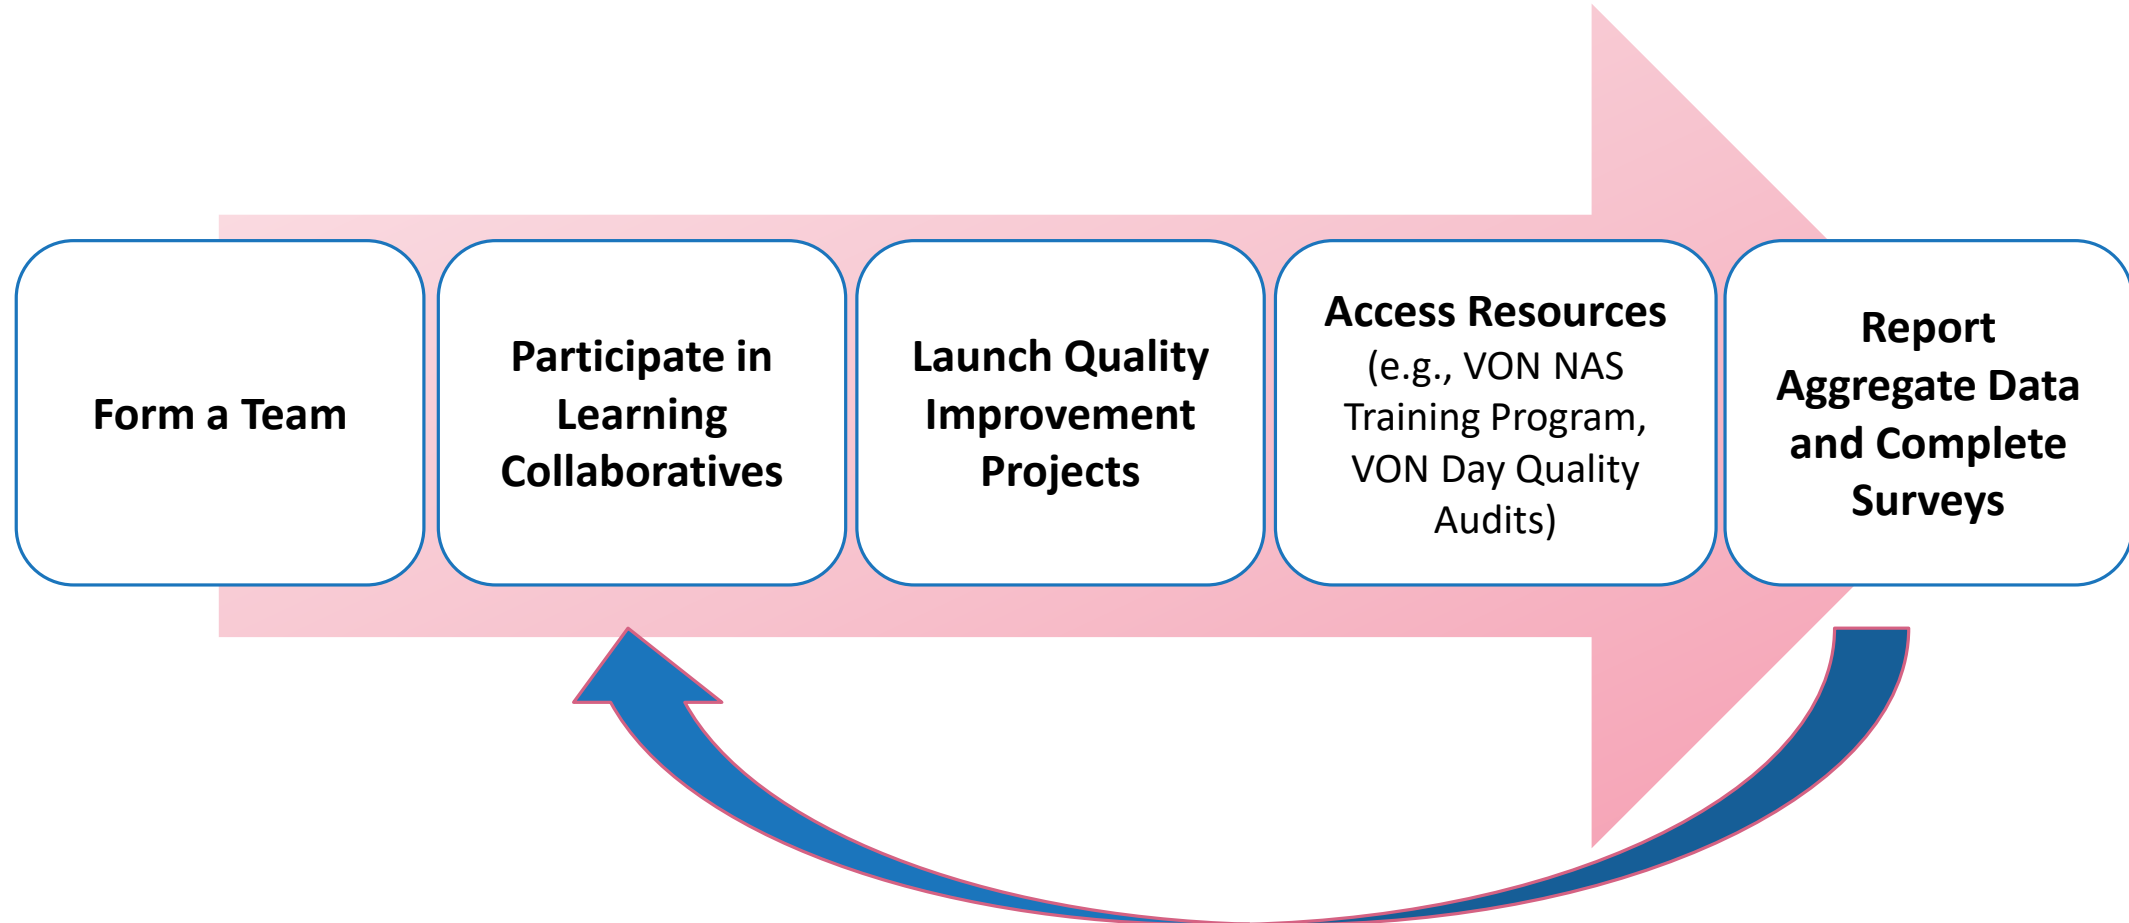 Form a Team
Participate in
Learning
Collaboratives
Launch Quality
Improvement
Projects
Access Resources
(e.g., VON NAS
Training Program,
VON Day Quality
Audits)
Report
Aggregate Data
and Complete
Surveys